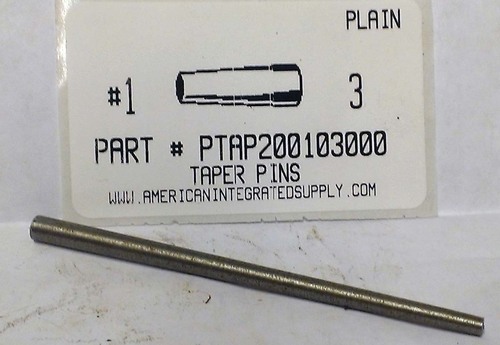 PLAIN
#1 3
PART # PTAP200103000
TAPER PINS
WWW.AMERICANINTEGRATEDSUPPLY.COM